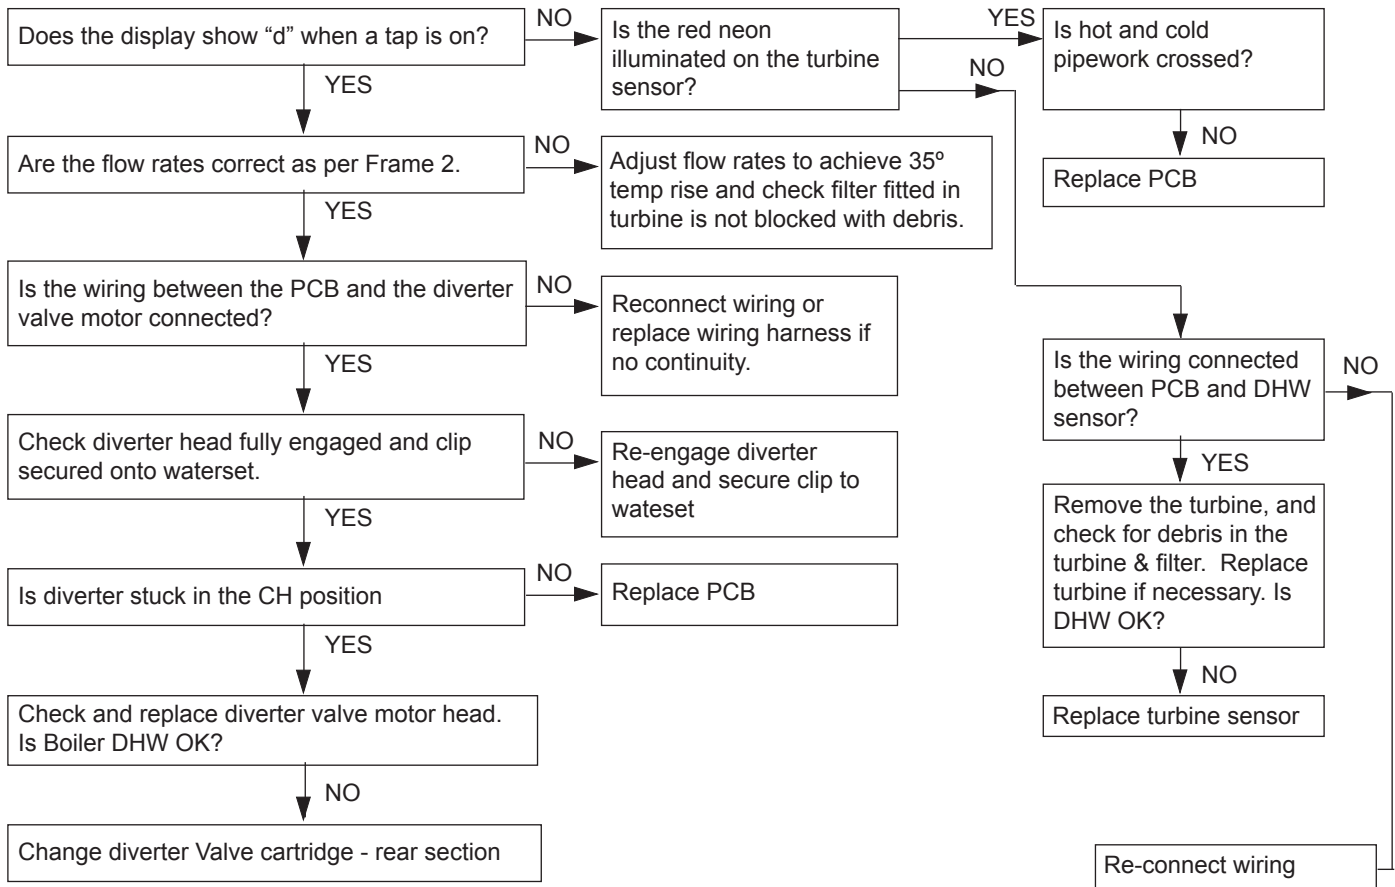 Does the display show “d” when a tap is on?
NO
Is the red neon
illuminated on the turbine
sensor?
YES
NO
Is hot and cold
pipework crossed?
NO
Replace PCB
YES
Are the flow rates correct as per Frame 2.
NO
Adjust flow rates to achieve 35º
temp rise and check filter fitted in
turbine is not blocked with debris.
YES
Is the wiring between the PCB and the diverter
valve motor connected?
NO
Reconnect wiring or
replace wiring harness if
no continuity.
YES
Check diverter head fully engaged and clip
secured onto waterset.
NO
Re-engage diverter
head and secure clip to
wateset
YES
Is diverter stuck in the CH position
NO
Replace PCB
YES
Check and replace diverter valve motor head.
Is Boiler DHW OK?
NO
Change diverter Valve cartridge - rear section
Is the wiring connected
between PCB and DHW
sensor?
NO
YES
Remove the turbine, and
check for debris in the
turbine & filter.  Replace
turbine if necessary. Is
DHW OK?
NO
Replace turbine sensor
Re-connect wiring